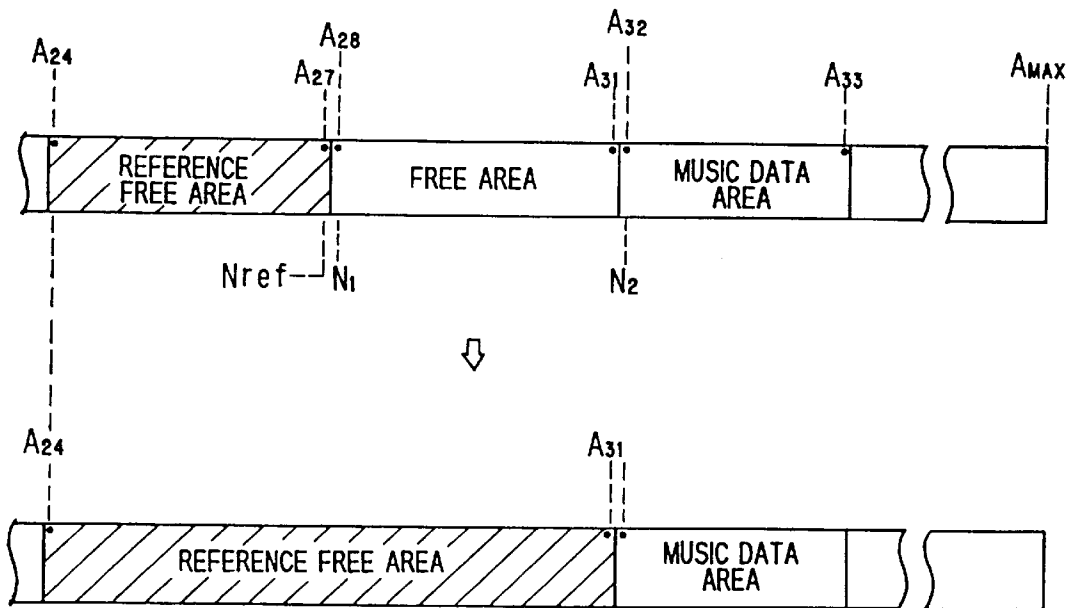 A32
A28
A24
A27
A31
A33
AMAX
REFERENCE
FREE AREA
FREE AREA
MUSIC DATA
AREA
Nref
N1
N2
A24
A31
REFERENCE FREE AREA
MUSIC DATA
AREA